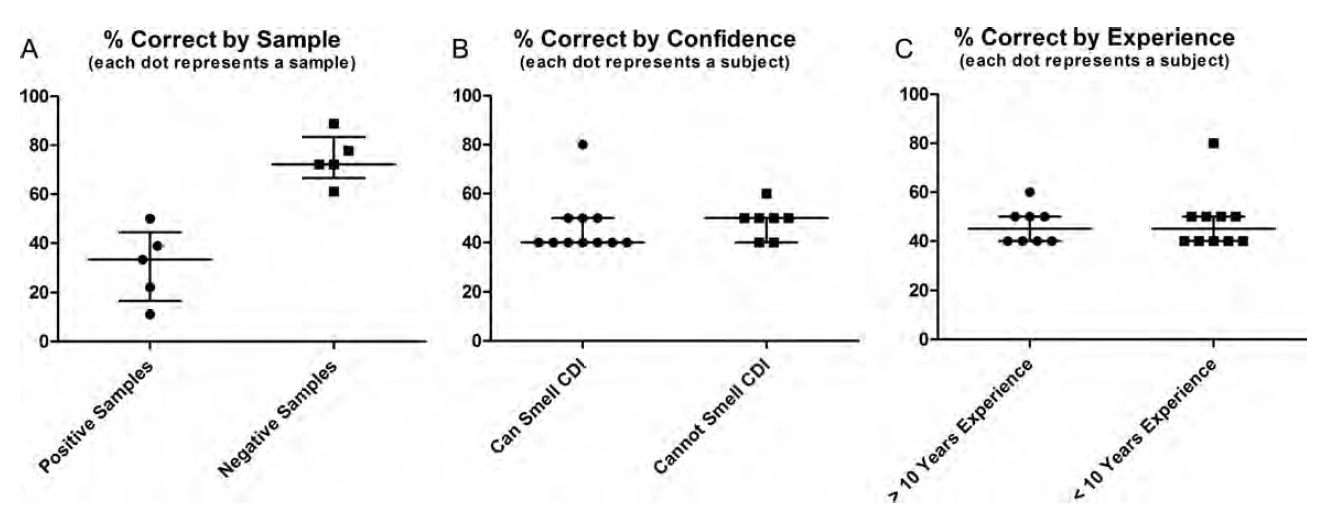 A
% Correct by Sample
(each dot represents a sample)
100
80
60
40
20
0
Positive Samples
Negative Samples
B
% Correct by Confidence
(each dot represents a subject)
100
80
60
40
20
0
Can Smell CDI
Cannot Smell CDI
C
% Correct by Experience
(each dot represents a subject)
100
80
60
40
20
0
> 10 Years Experience
< 10 Years Experience